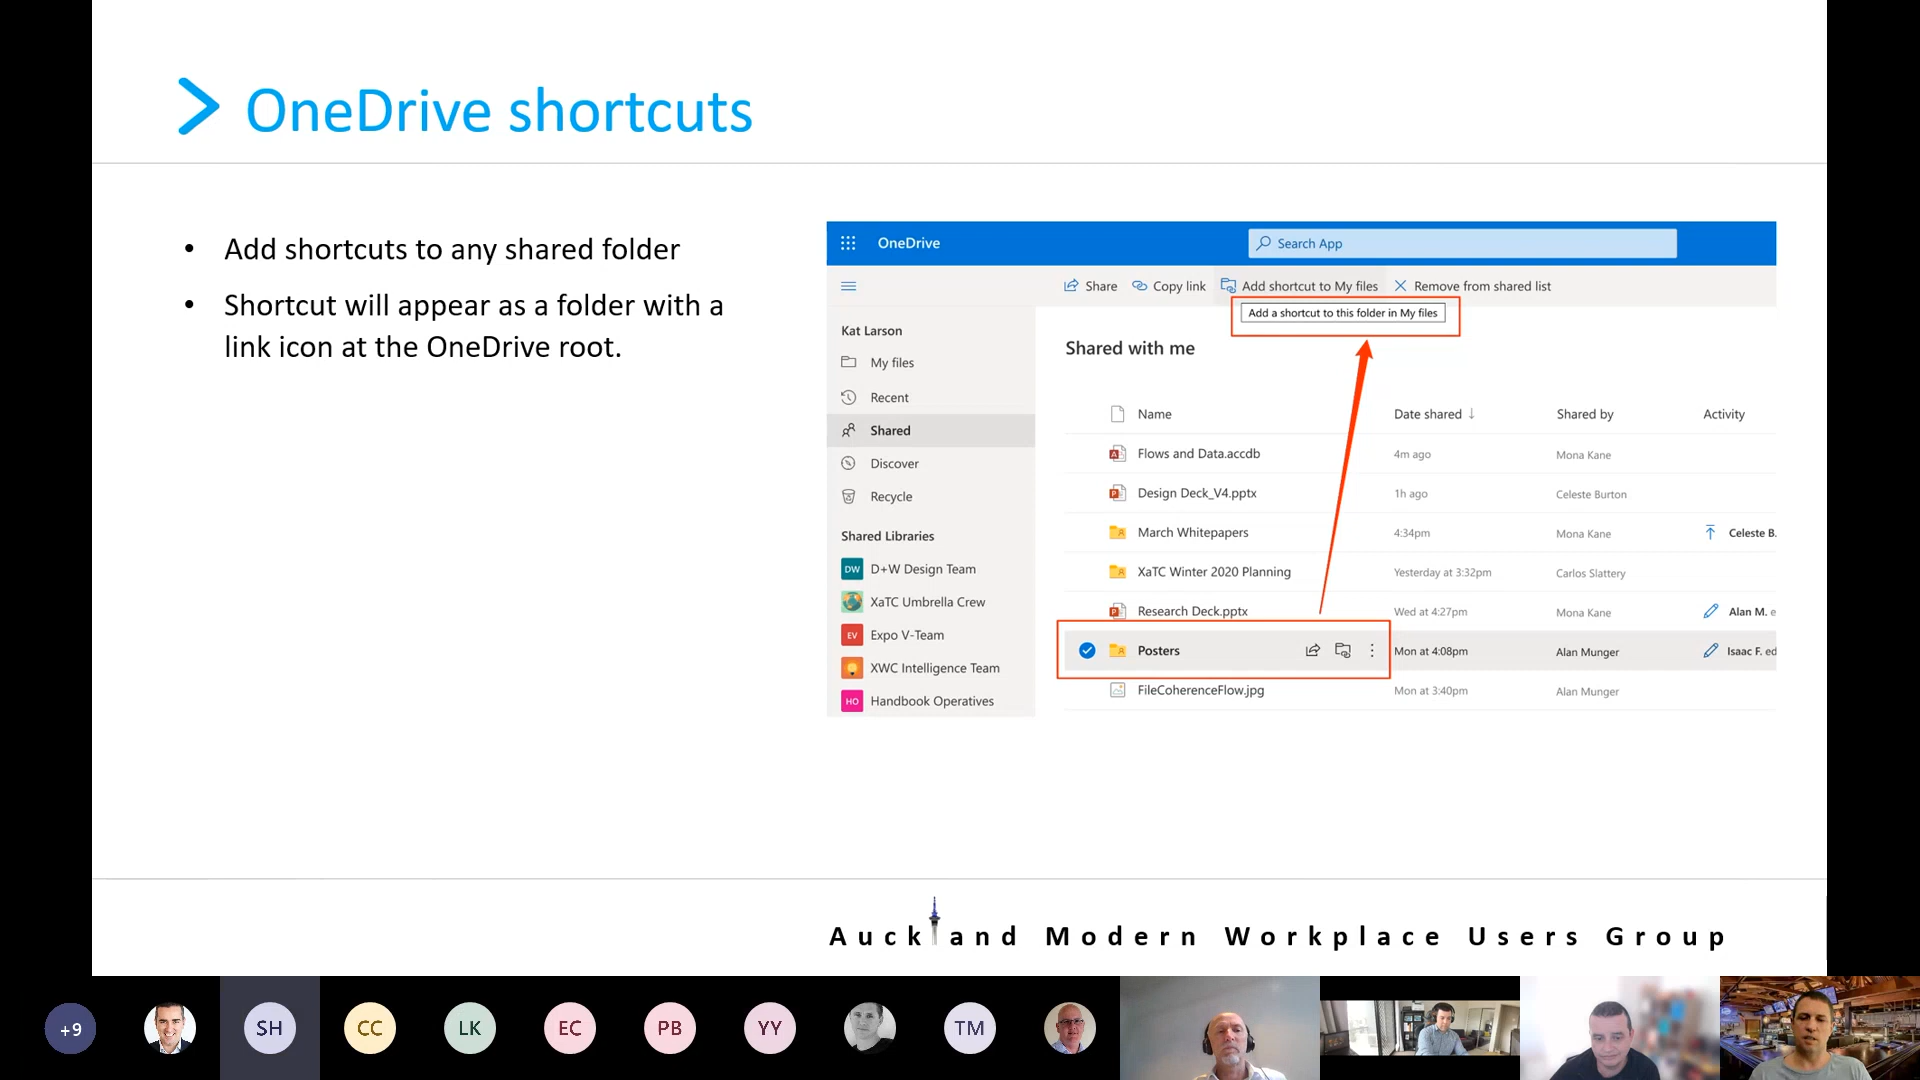 OneDrive shortcuts
• Add shortcuts to any shared folder
• Shortcut will appear as a folder with a
link icon at the OneDrive root.
OneDrive
Search App
Share
Copy link
Add shortcut to My files
Remove from shared list
Add a shortcut to this folder in My files
Kat Larson
My files
Recent
Shared
Discover
Recycle
Shared Libraries
DW D+W Design Team
XaTC Umbrella Crew
EV Expo V-Team
XWC Intelligence Team
HO Handbook Operatives
Shared with me
Name Date shared ↓ Shared by Activity
Flows and Data.accdb 4m ago Mona Kane
Design Deck_V4.pptx 1h ago Celeste Burton
March Whitepapers 4:34pm Mona Kane Celeste B.
XaTC Winter 2020 Planning Yesterday at 3:32pm Carlos Slattery
Research Deck.pptx Wed at 4:27pm Mona Kane Alan M. e
Posters Mon at 4:08pm Alan Munger Isaac F. ed
FileCoherenceFlow.jpg Mon at 3:40pm Alan Munger
Auckland Modern Workplace Users Group
+9 SH CC LK EC PB YY TM